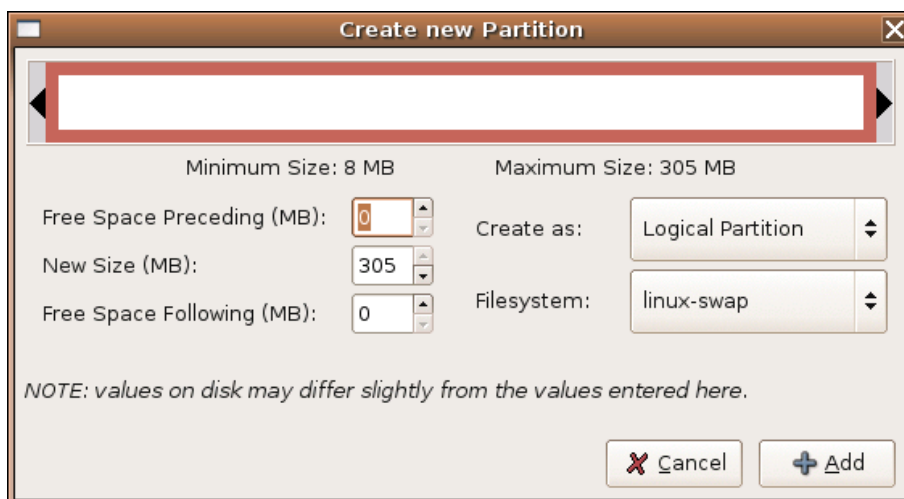 Create new Partition
Minimum Size: 8 MB Maximum Size: 305 MB
Free Space Preceding (MB): 0
Create as: Logical Partition
New Size (MB): 305
Filesystem: linux-swap
Free Space Following (MB): 0
NOTE: values on disk may differ slightly from the values entered here.
Cancel Add